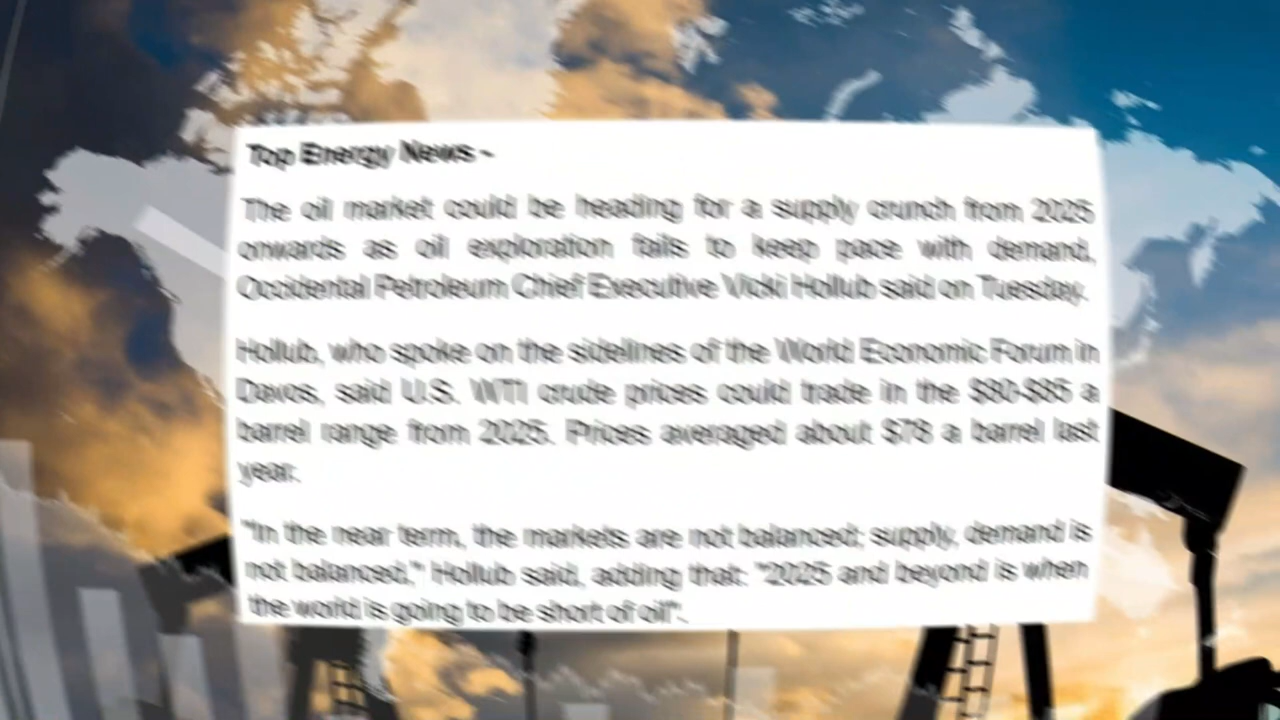 Top Energy News -
The oil market could be heading for a supply crunch from 2025
onwards as oil exploration fails to keep pace with demand,
Occidental Petroleum Chief Executive Vicki Hollub said on Tuesday.
Hollub, who spoke on the sidelines of the World Economic Forum in
Davos, said U.S. WTI crude prices could trade in the $80-$85 a
barrel range from 2025. Prices averaged about $78 a barrel last
year.
"In the near term, the markets are not balanced; supply, demand is
not balanced," Hollub said, adding that: "2025 and beyond is when
the world is going to be short of oil".